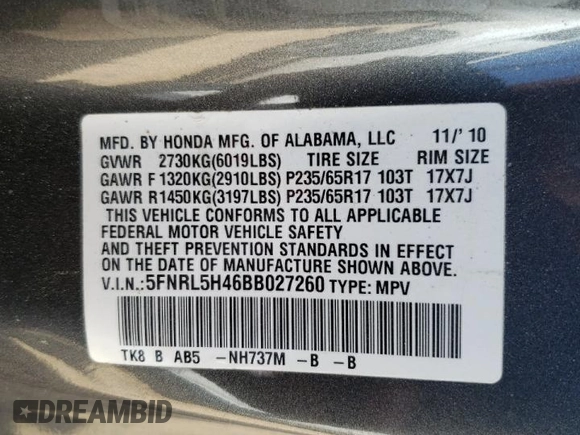 MFD. BY HONDA MFG. OF ALABAMA, LLC 11/' 10
GVWR 2730KG(6019LBS) TIRE SIZE RIM SIZE
GAWR F 1320KG(2910LBS) P235/65R17 103T 17X7J
GAWR R 1450KG(3197LBS) P235/65R17 103T 17X7J
THIS VEHICLE CONFORMS TO ALL APPLICABLE
FEDERAL MOTOR VEHICLE SAFETY
AND THEFT PREVENTION STANDARDS IN EFFECT
ON THE DATE OF MANUFACTURE SHOWN ABOVE.
V.I.N.: 5FNRL5H46BB027260 TYPE: MPV
TK8 B AB5 -NH737M -B -B
DREAMBID